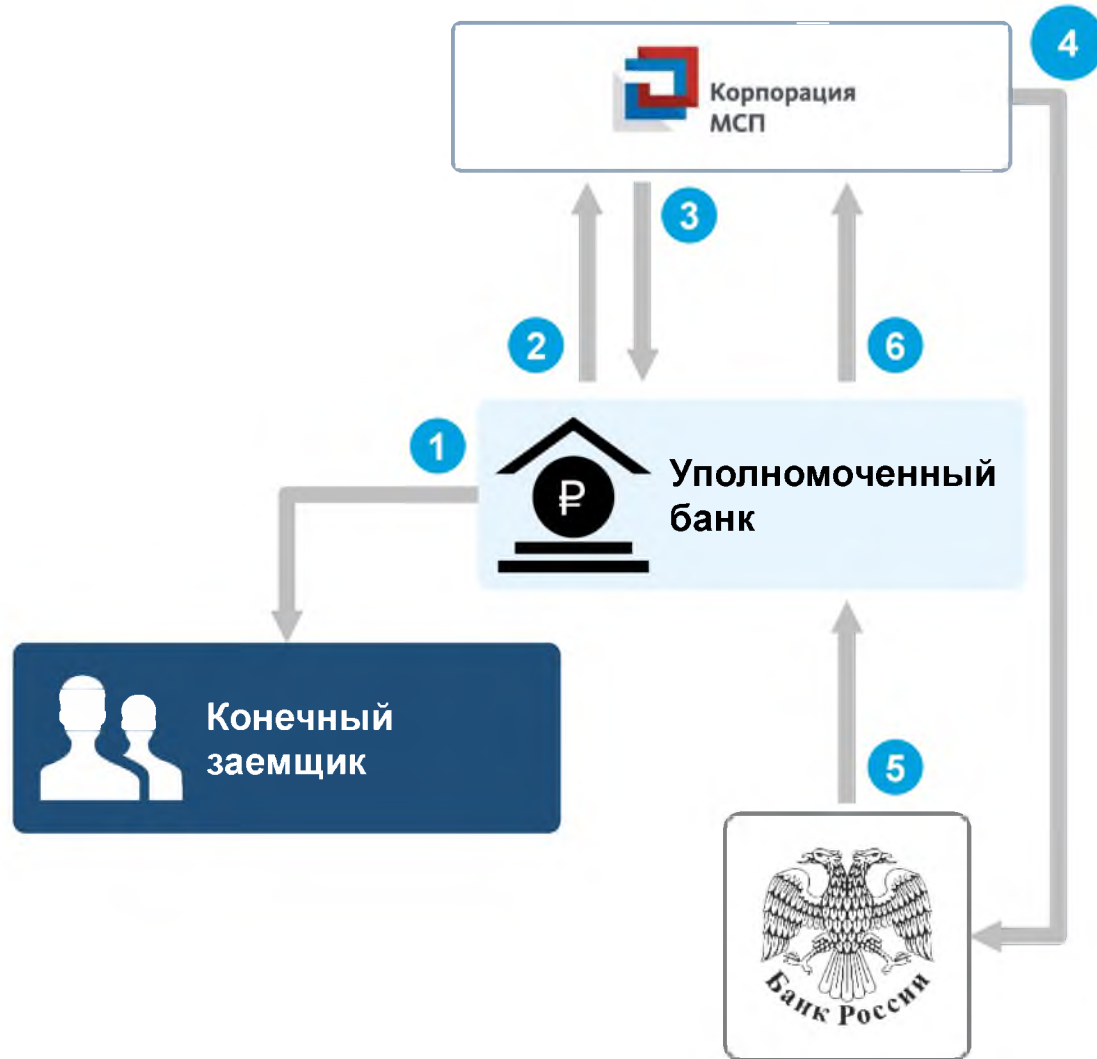 4
Корпорация
МСП
3
2
6
1
Уполномоченный
банк
₽
Конечный
заемщик
5
Банк России